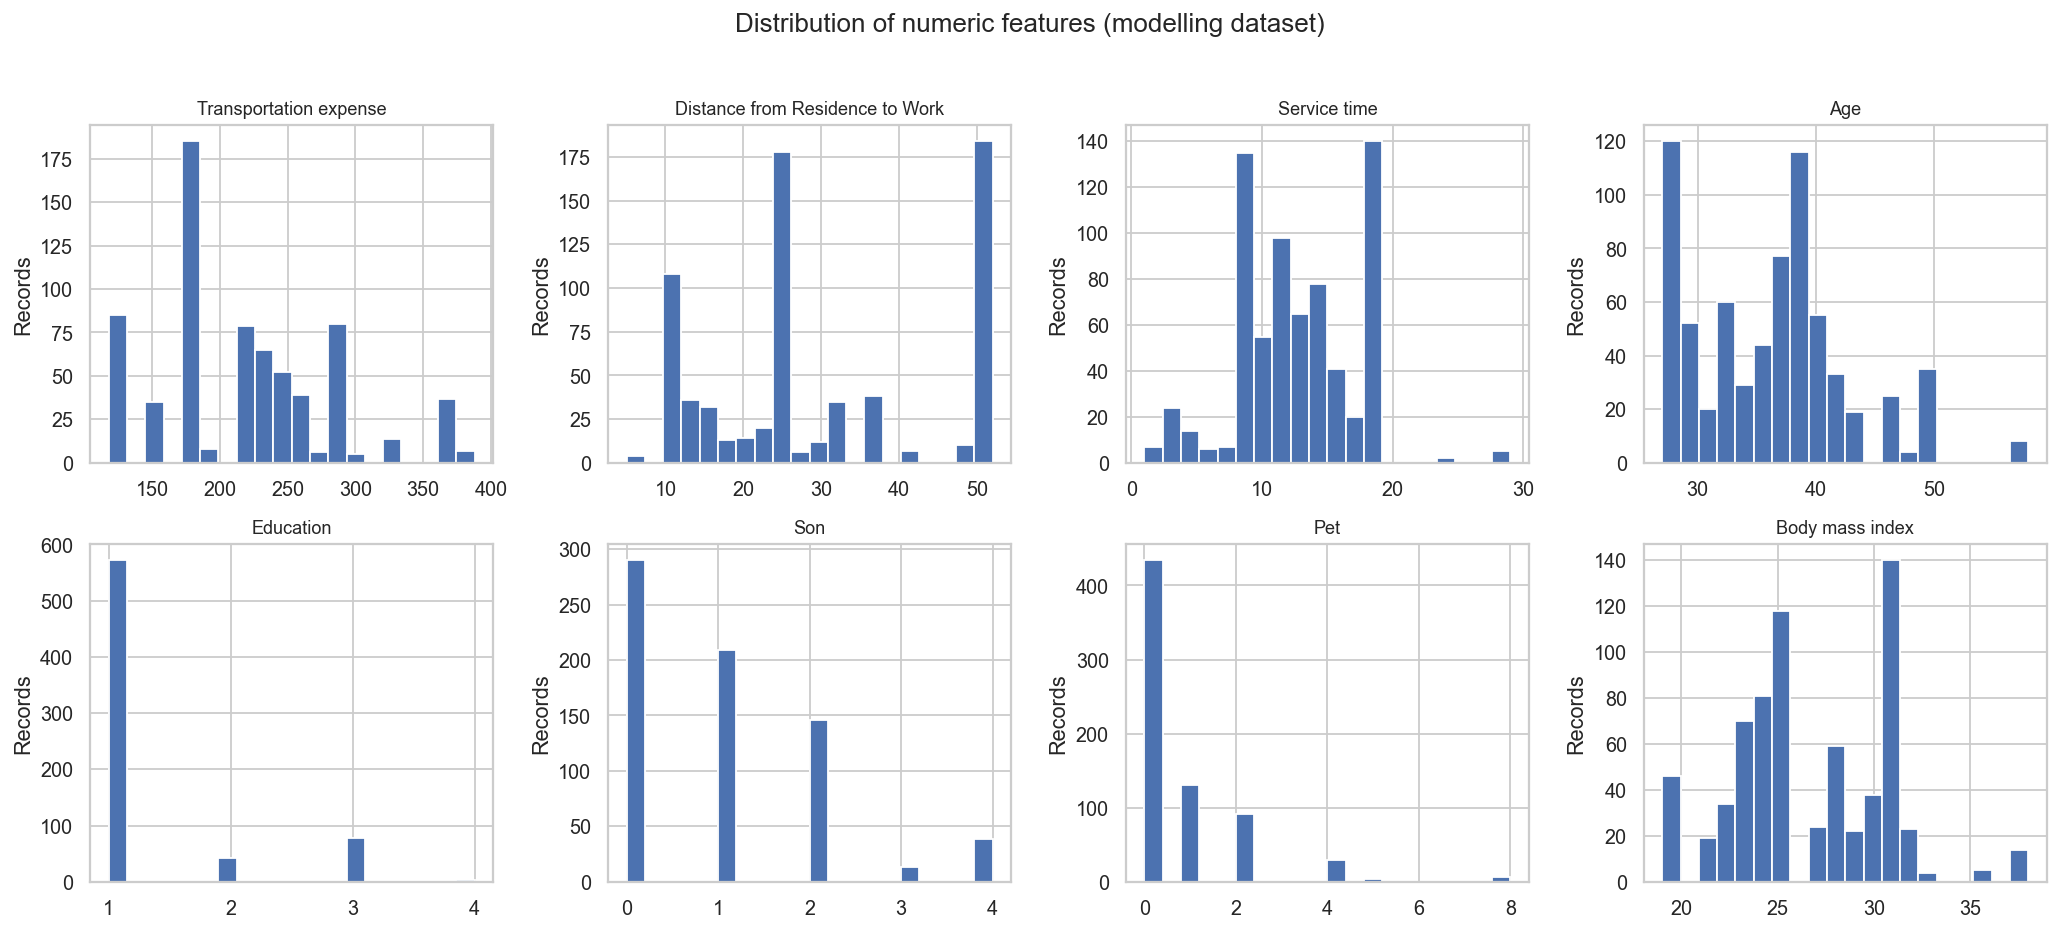 Distribution of numeric features (modelling dataset)
Transportation expense
Distance from Residence to Work
Service time
Age
Records
175
150
125
100
75
50
25
0
150 200 250 300 350 400
Records
175
150
125
100
75
50
25
0
10 20 30 40 50
Records
140
120
100
80
60
40
20
0
0 10 20 30
Records
120
100
80
60
40
20
0
30 40 50
Education
Son
Pet
Body mass index
Records
600
500
400
300
200
100
0
1 2 3 4
Records
300
250
200
150
100
50
0
0 1 2 3 4
Records
400
300
200
100
0
0 2 4 6 8
Records
140
120
100
80
60
40
20
0
20 25 30 35